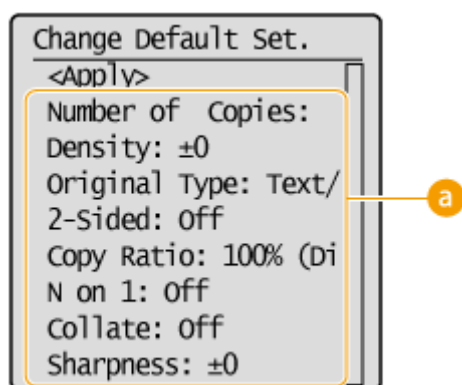 Change Default Set.
<Apply>
Number of Copies:
Density: ±0
Original Type: Text/
2-Sided: Off
Copy Ratio: 100% (Di
N on 1: Off
Collate: Off
Sharpness: ±0
a